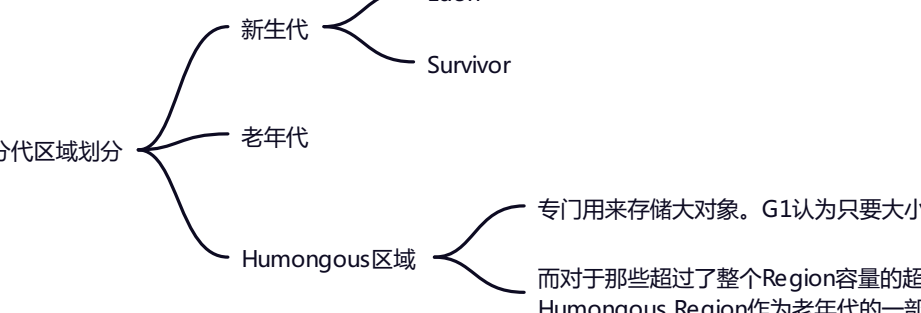 新生代
Survivor
老年代
分代区域划分
Humongous区域
专门用来存储大对象。G1认为只要大小
而对于那些超过了整个Region容量的超
Humongous Region作为老年代的一部